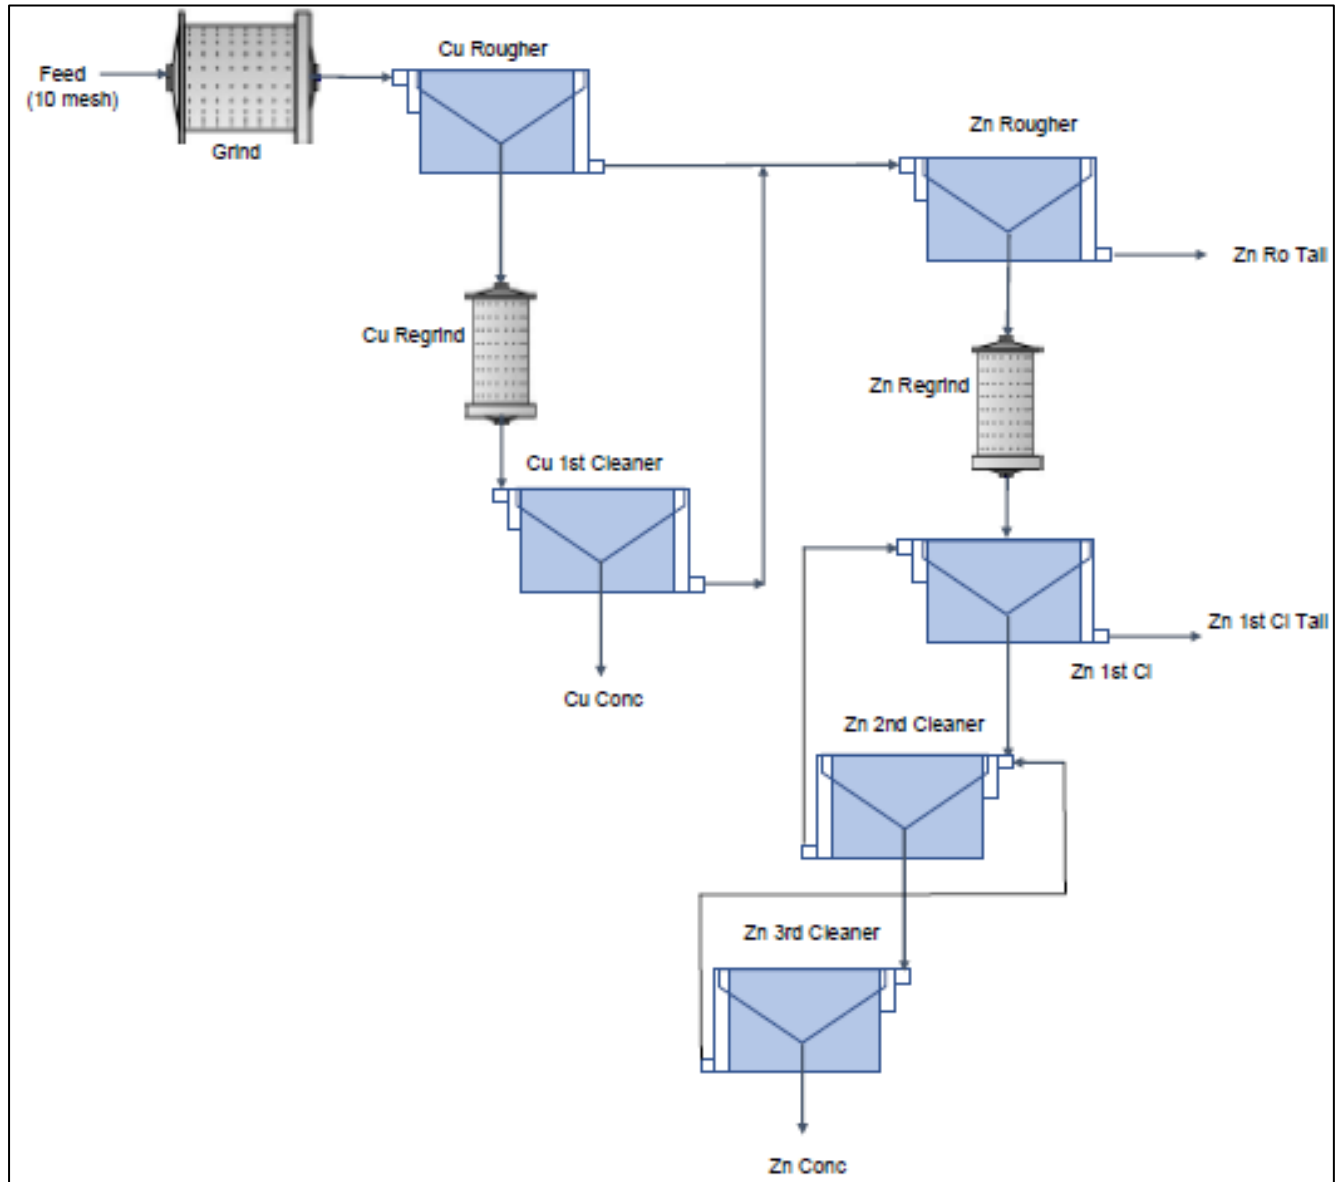 Cu Rougher
Feed
(10 mesh)
Grind
Zn Rougher
Zn Ro Tail
Cu Regrind
Zn Regrind
Cu 1st Cleaner
Zn 1st Cl Tail
Zn 1st Cl
Cu Conc
Zn 2nd Cleaner
Zn 3rd Cleaner
Zn Conc